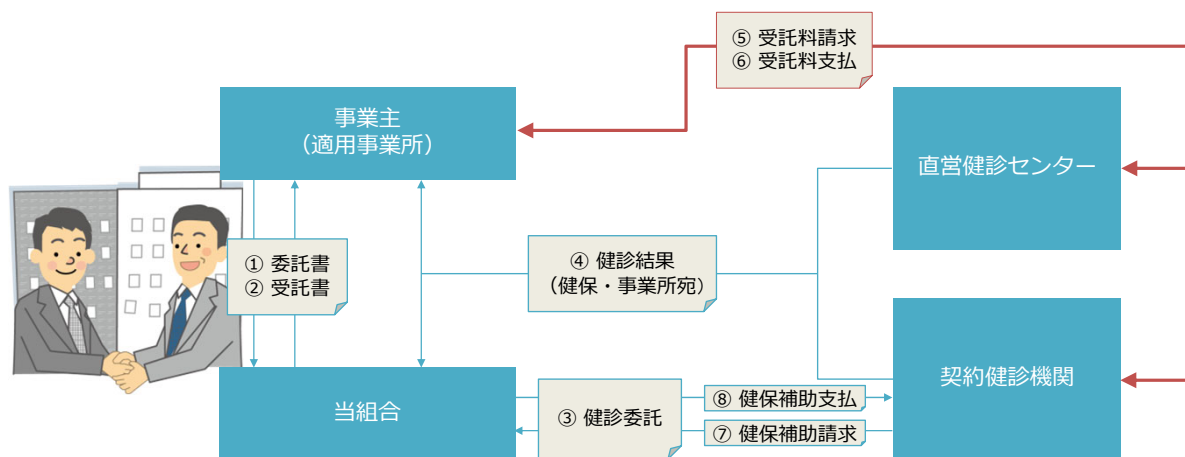 ⑤ 受託料請求
⑥ 受託料支払
事業主
（適用事業所）
直営健診センター
① 委託書
② 受託書
④ 健診結果
（健保・事業所宛）
契約健診機関
当組合
③ 健診委託
⑧ 健保補助支払
⑦ 健保補助請求